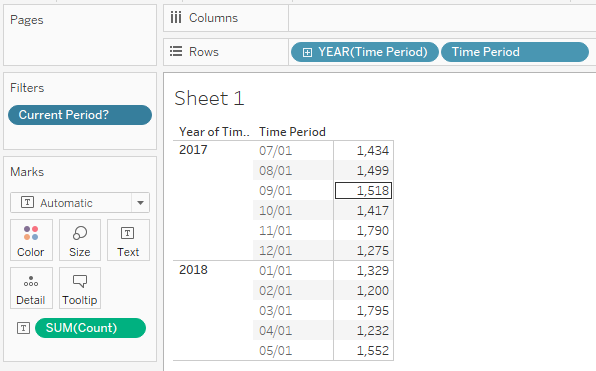 Pages
Columns
Rows
YEAR(Time Period)
Time Period
Filters
Current Period?
Marks
Automatic
Color
Size
Text
Detail
Tooltip
SUM(Count)
Sheet 1
Year of Tim.. Time Period
2017 07/01 1,434
08/01 1,499
09/01 1,518
10/01 1,417
11/01 1,790
12/01 1,275
2018 01/01 1,329
02/01 1,200
03/01 1,795
04/01 1,232
05/01 1,552